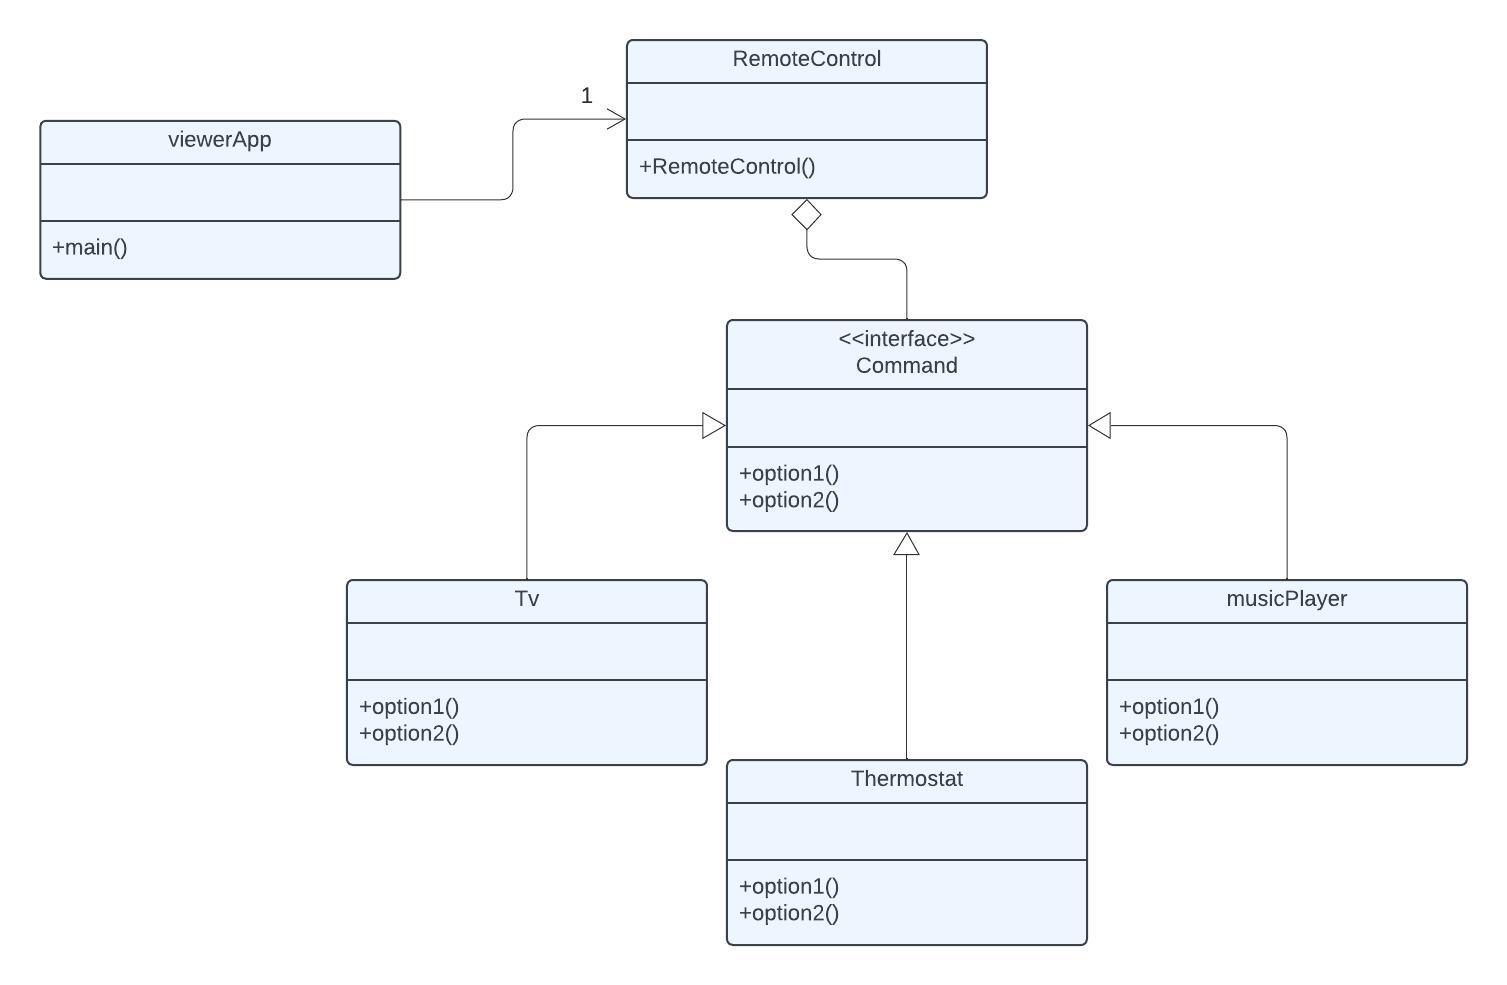 RemoteControl
1
+RemoteControl()
viewerApp
+main()
<<interface>>
Command
+option1()
+option2()
Tv
+option1()
+option2()
musicPlayer
+option1()
+option2()
Thermostat
+option1()
+option2()